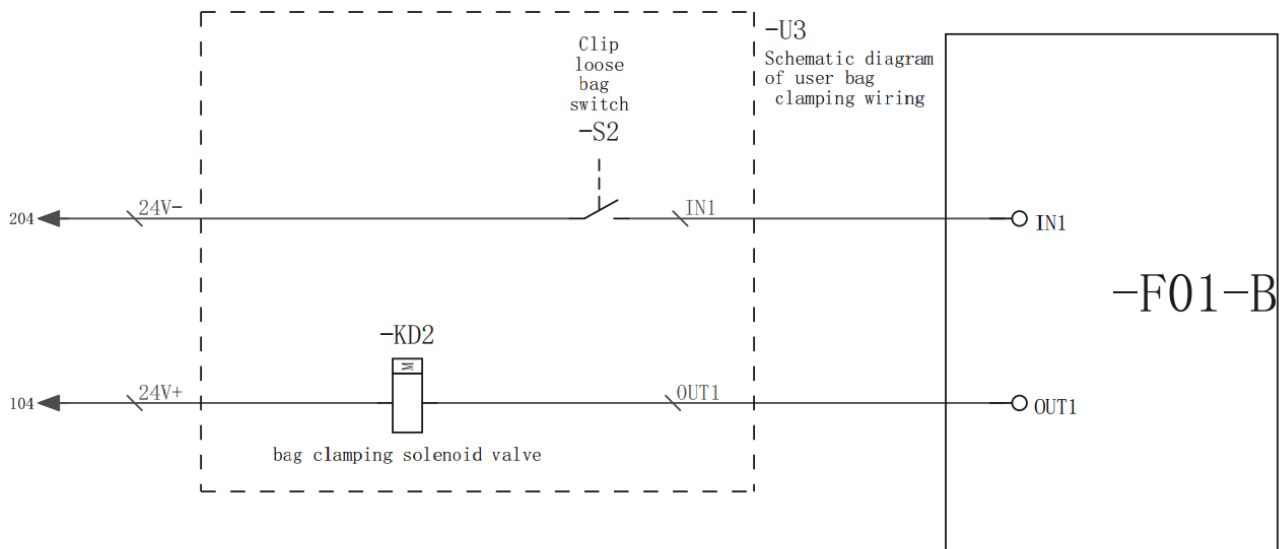 -U3
Schematic diagram
of user bag
clamping wiring
Clip
loose
bag
switch
-S2
204
24V-
IN1
IN1
-F01-B
-KD2
104
24V+
OUT1
OUT1
bag clamping solenoid valve